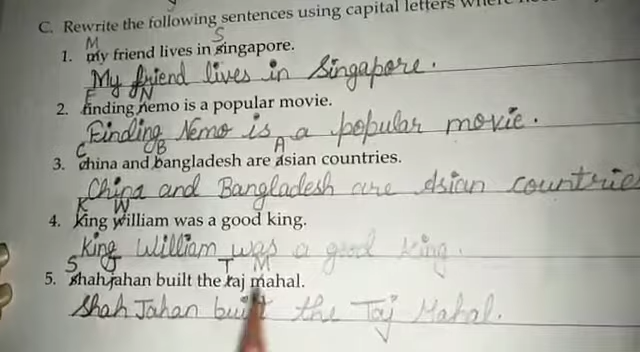 C. Rewrite the following sentences using capital letters
M S
1. my friend lives in singapore.
My friend lives in Singapore.
F N
2. finding nemo is a popular movie.
Finding Nemo is a popular movie.
C B A
3. china and bangladesh are asian countries.
China and Bangladesh are Asian countrie
K W
4. king william was a good king.
King William was a good king.
S J T M
5. shahjahan built the taj mahal.
Shah Jahan built the Taj Mahal.